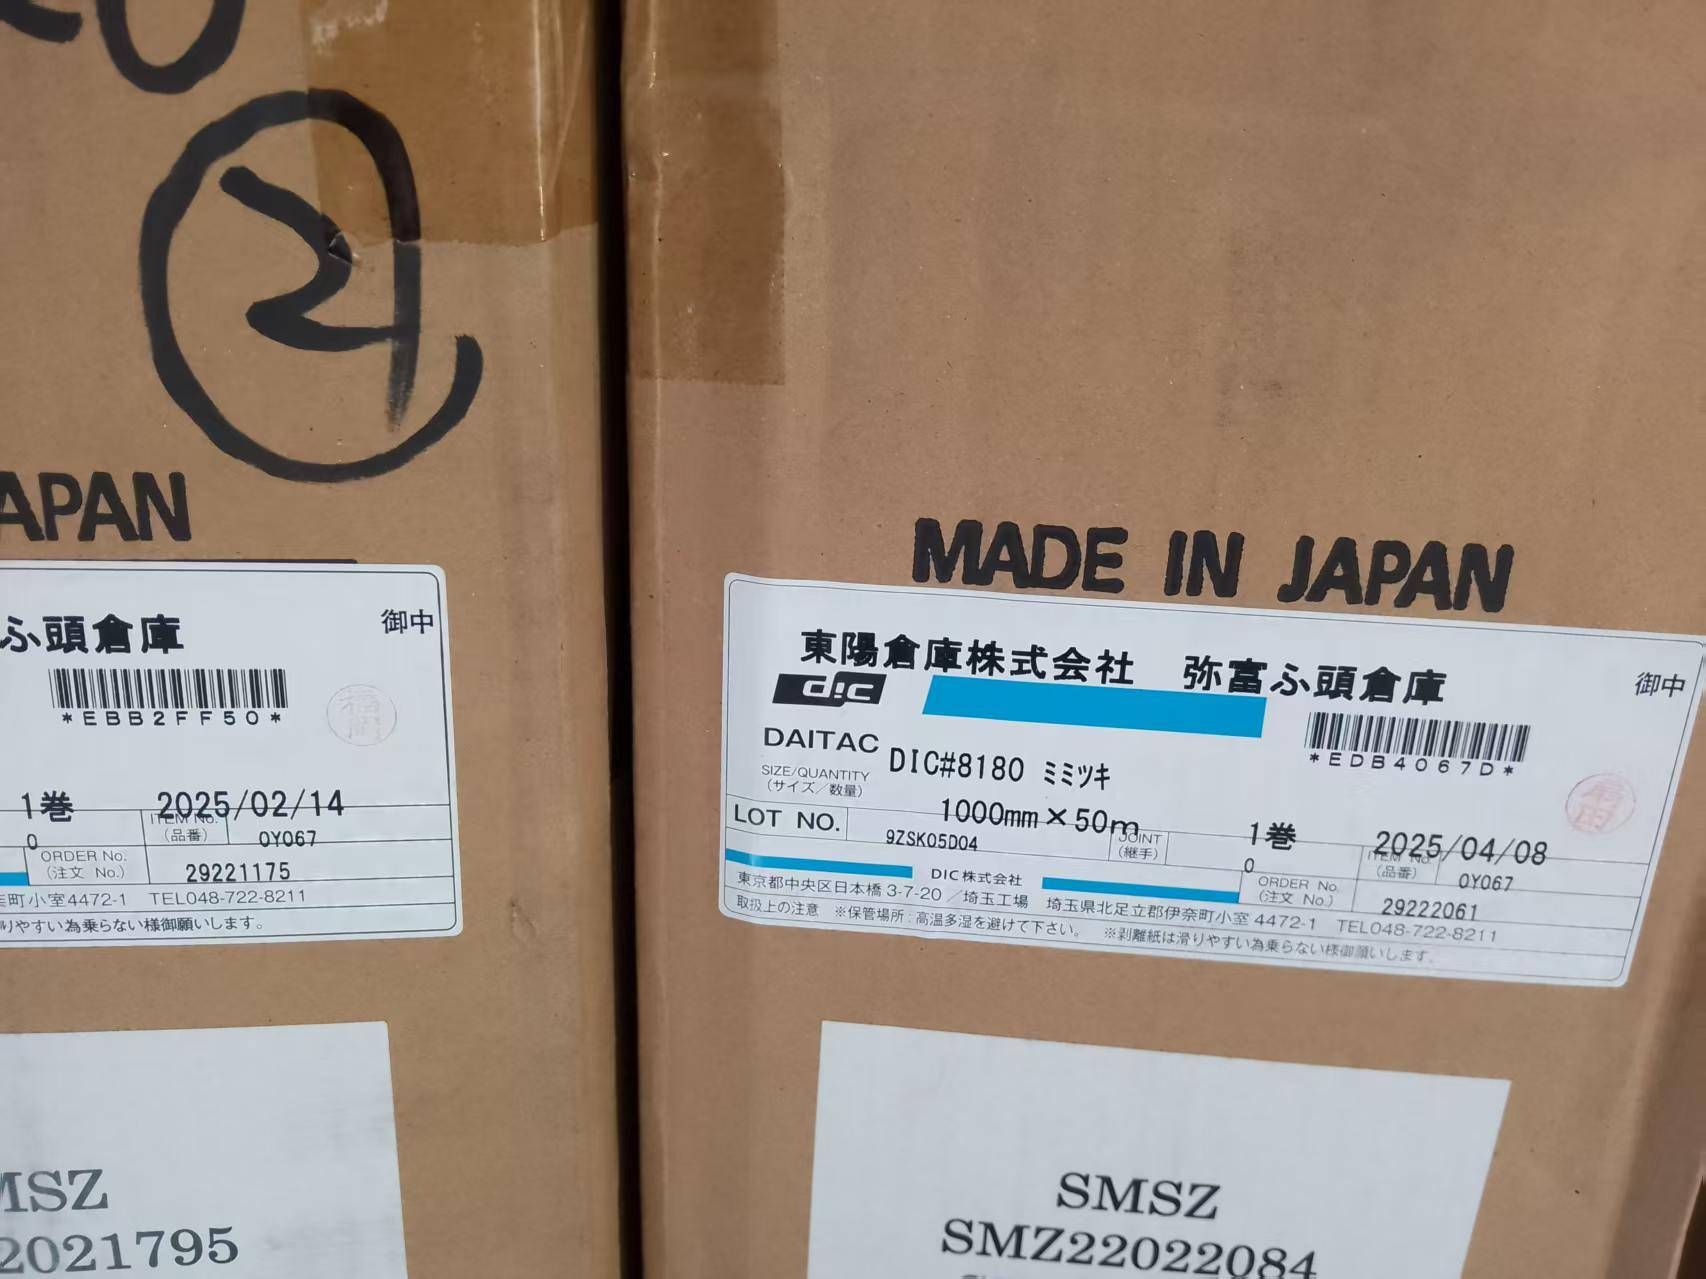 2
APAN
ふ頭倉庫 御中
*EBB2FF50*
1巻 2025/02/14
0 ITEM No. (品番) 0Y067
ORDER No. (注文 No.) 29221175
町小室4472-1 TEL048-722-8211
りやすい為乗らない様御願いします。
MSZ
2021795
MADE IN JAPAN
東陽倉庫株式会社 弥富ふ頭倉庫 御中
dic
*EDB4067D*
DAITAC DIC#8180 ミミツキ
SIZE/QUANTITY (サイズ/数量) 1000mm×50m 1巻 2025/04/08
LOT NO. 9ZSK05D04 JOINT (継手) 0 ITEM No. (品番) 0Y067
DIC株式会社 ORDER No. (注文 No.) 29222061
東京都中央区日本橋 3-7-20/埼玉工場 埼玉県北足立郡伊奈町小室 4472-1 TEL048-722-8211
取扱上の注意 ※保管場所:高温多湿を避けて下さい。 ※剥離紙は滑りやすい為乗らない様御願いします。
SMSZ
SMZ22022084